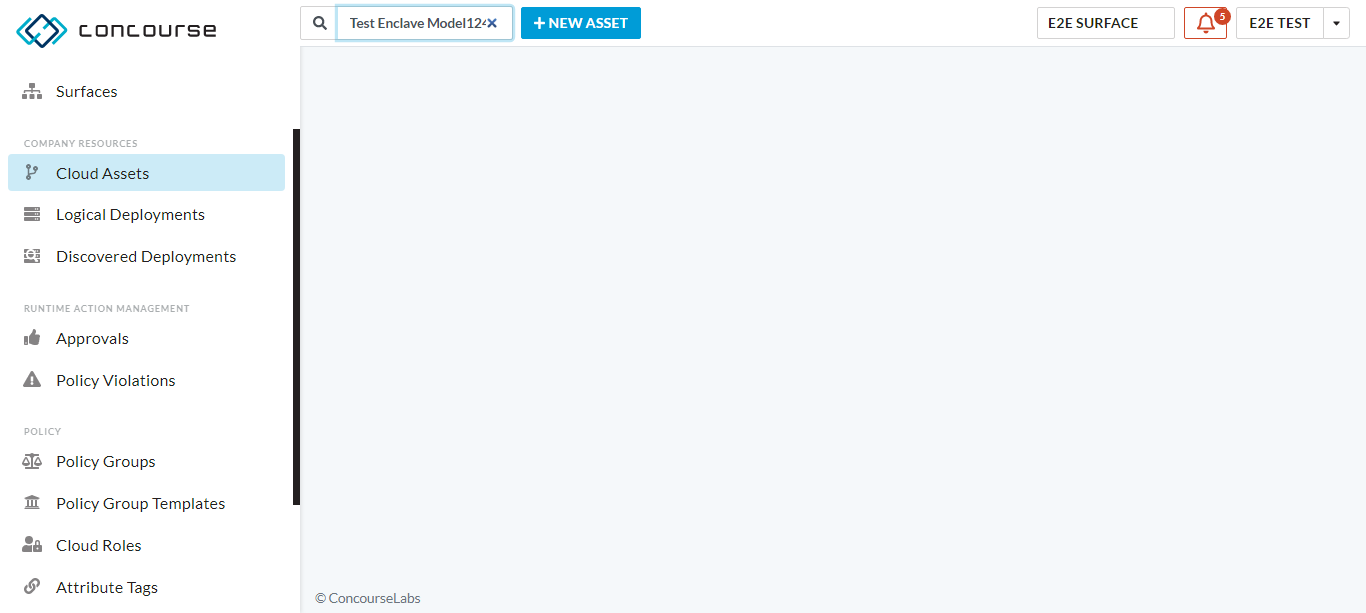 concourse
Test Enclave Model124
NEW ASSET
E2E SURFACE
5
E2E TEST
Surfaces
COMPANY RESOURCES
Cloud Assets
Logical Deployments
Discovered Deployments
RUNTIME ACTION MANAGEMENT
Approvals
Policy Violations
POLICY
Policy Groups
Policy Group Templates
Cloud Roles
Attribute Tags
© ConcourseLabs